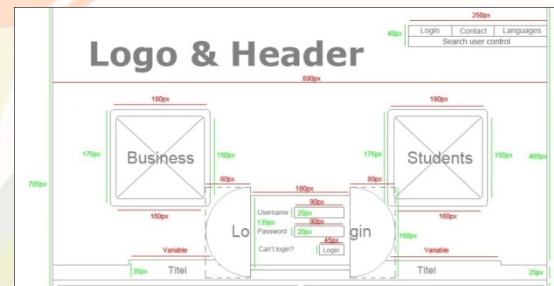 250px
40px
Login Contact Languages
Search user control
Logo & Header
890px
180px 180px
175px Business 150px 175px Students 150px 465px
705px
80px 180px 80px
160px 160px
90px
Username 20px
135px 90px
Password 20px
Lo gin 160px
45px
Can't login? Login
Variable Variable
35px Titel Titel 25px